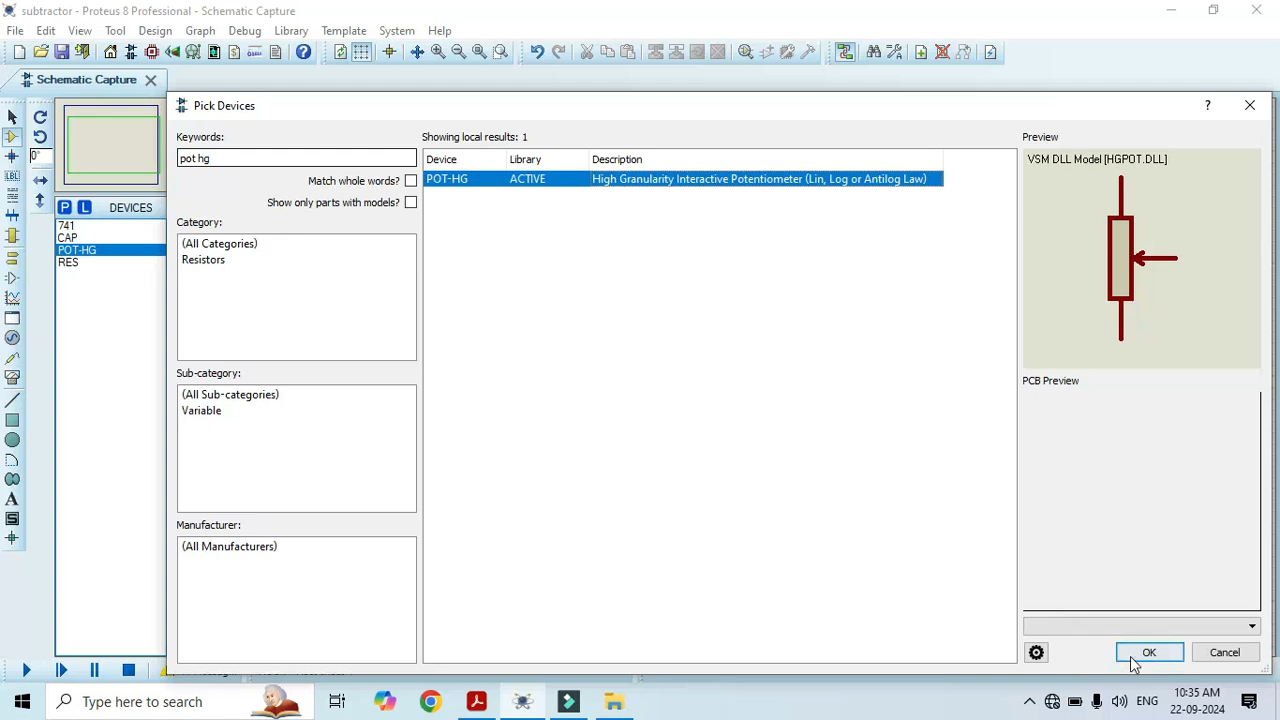 subtractor - Proteus 8 Professional - Schematic Capture
File Edit View Tool Design Graph Debug Library Template System Help
Schematic Capture
Pick Devices
Keywords:
pot hg
Match whole words?
Show only parts with models?
Category:
(All Categories)
Resistors
Sub-category:
(All Sub-categories)
Variable
Manufacturer:
(All Manufacturers)
Showing local results: 1
Device Library Description
POT-HG ACTIVE High Granularity Interactive Potentiometer (Lin, Log or Antilog Law)
Preview
VSM DLL Model [HGPOT.DLL]
PCB Preview
OK Cancel
0°
P L DEVICES
741
CAP
POT-HG
RES
LBL
A
S
Type here to search
ENG
10:35 AM
22-09-2024